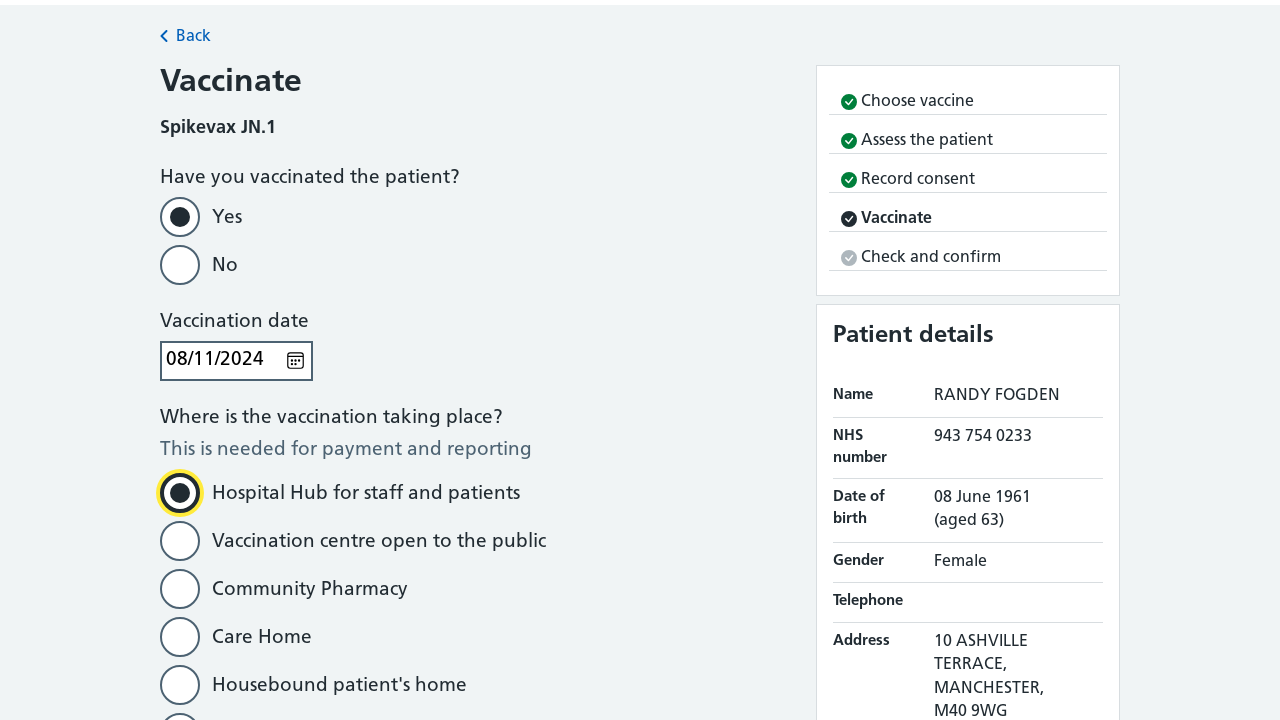 Back
Vaccinate
Spikevax JN.1
Have you vaccinated the patient?
Yes
No
Vaccination date
08/11/2024
Where is the vaccination taking place?
This is needed for payment and reporting
Hospital Hub for staff and patients
Vaccination centre open to the public
Community Pharmacy
Care Home
Housebound patient's home
Choose vaccine
Assess the patient
Record consent
Vaccinate
Check and confirm
Patient details
Name RANDY FOGDEN
NHS number 943 754 0233
Date of birth 08 June 1961
(aged 63)
Gender Female
Telephone
Address 10 ASHVILLE
TERRACE,
MANCHESTER,
M40 9WG